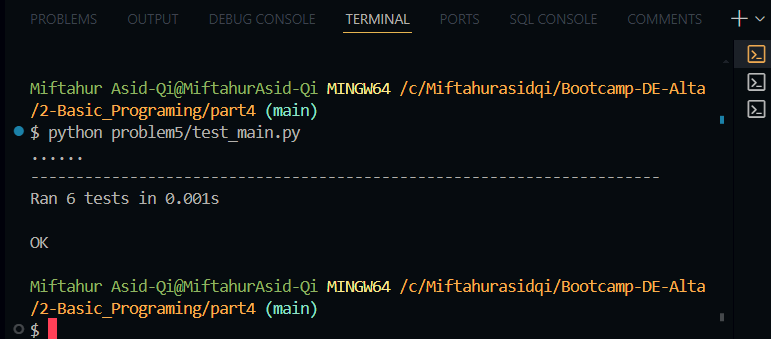 PROBLEMS OUTPUT DEBUG CONSOLE TERMINAL PORTS SQL CONSOLE COMMENTS
Miftahur Asid-Qi@MiftahurAsid-Qi MINGW64 /c/Miftahurasidqi/Bootcamp-DE-Alta
/2-Basic_Programing/part4 (main)
$ python problem5/test_main.py
......
----------------------------------------------------------------------
Ran 6 tests in 0.001s
OK
Miftahur Asid-Qi@MiftahurAsid-Qi MINGW64 /c/Miftahurasidqi/Bootcamp-DE-Alta
/2-Basic_Programing/part4 (main)
$